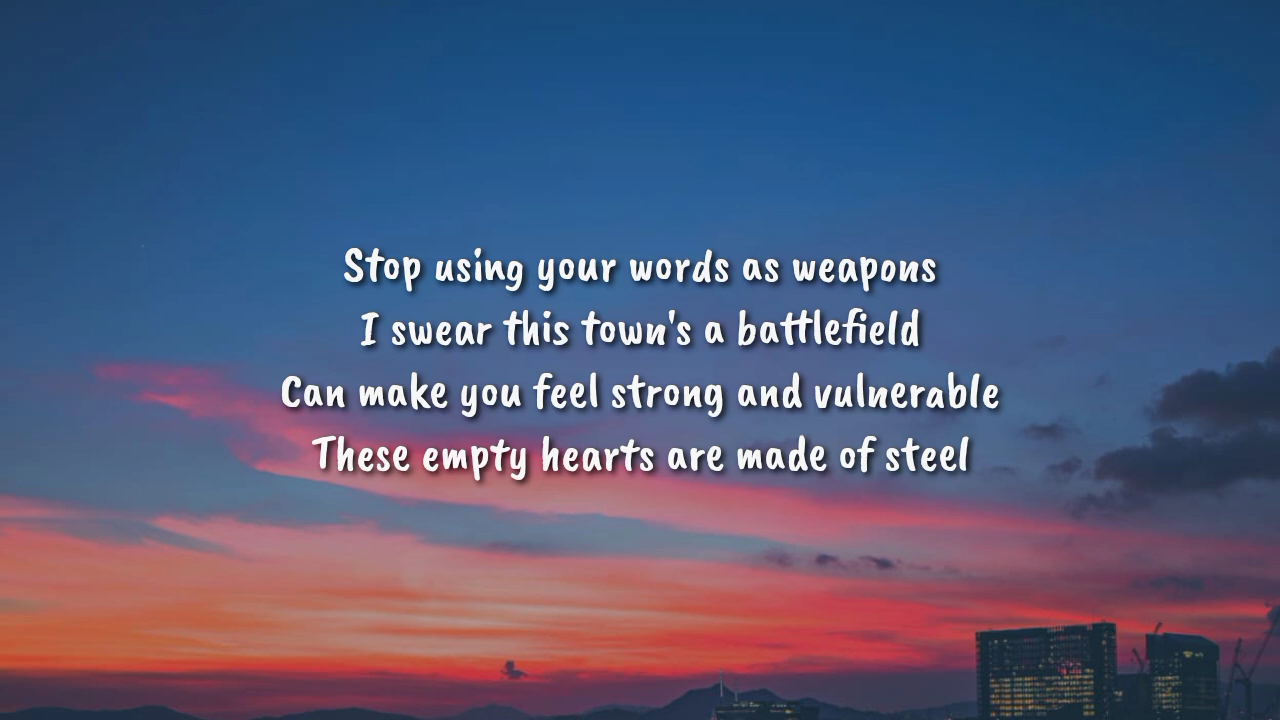 Stop using your words as weapons
I swear this town's a battlefield
Can make you feel strong and vulnerable
These empty hearts are made of steel